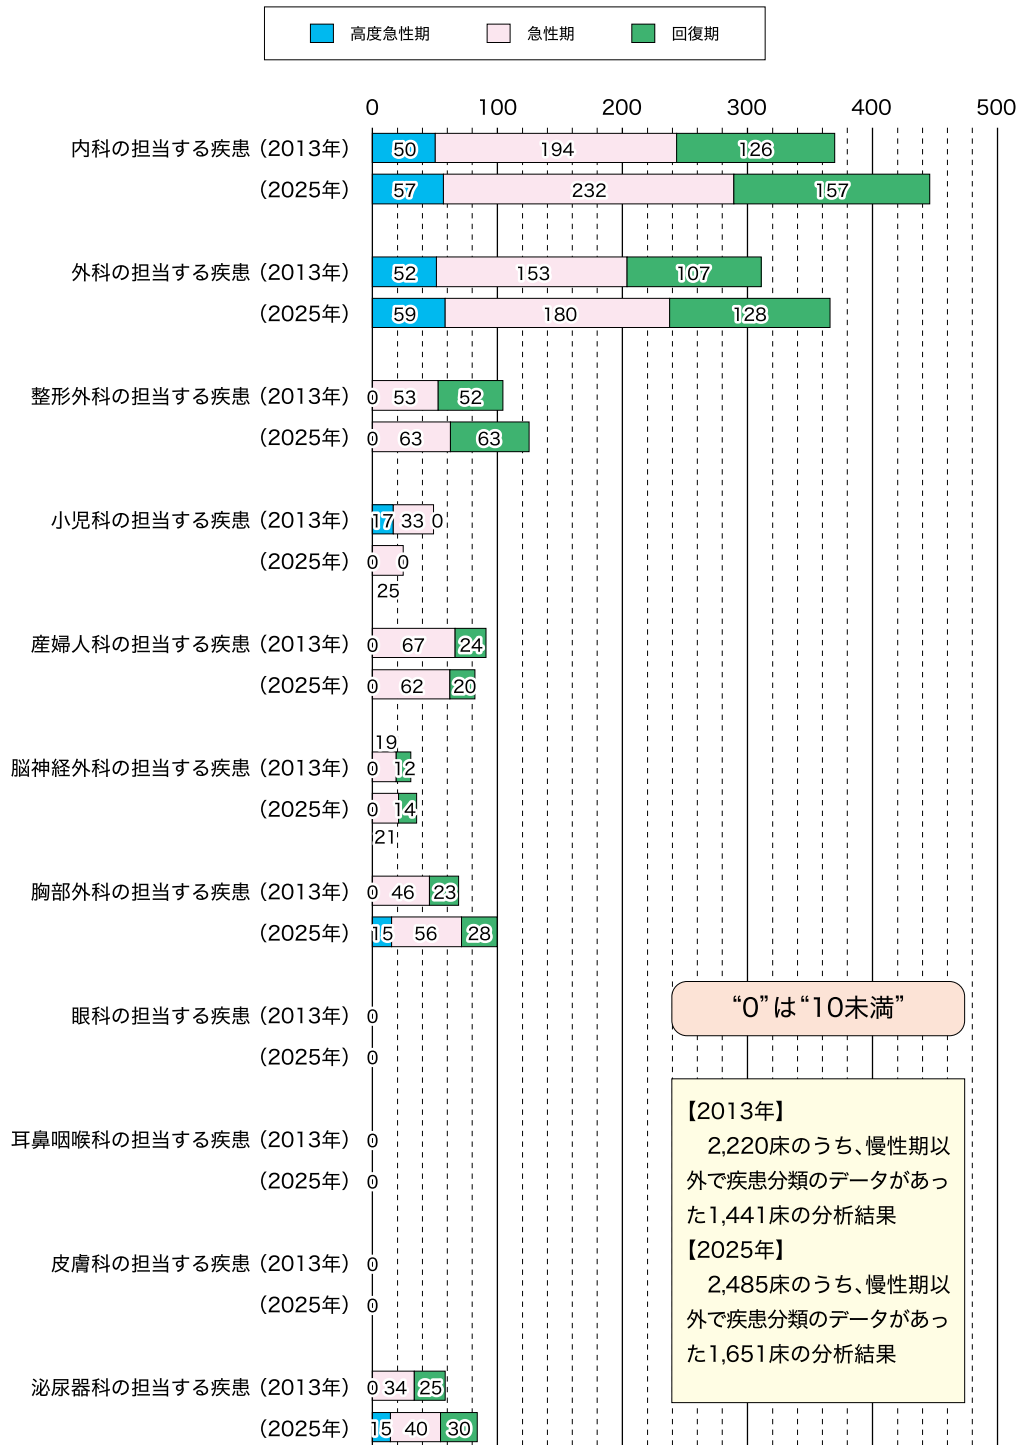 高度急性期 急性期 回復期
0 100 200 300 400 500
内科の担当する疾患（2013年） 50 194 126
（2025年） 57 232 157
外科の担当する疾患（2013年） 52 153 107
（2025年） 59 180 128
整形外科の担当する疾患（2013年） 0 53 52
（2025年） 0 63 63
小児科の担当する疾患（2013年） 17 33 0
（2025年） 0 0
25
産婦人科の担当する疾患（2013年） 0 67 24
（2025年） 0 62 20
19
脳神経外科の担当する疾患（2013年） 0 12
（2025年） 0 14
21
胸部外科の担当する疾患（2013年） 0 46 23
（2025年） 15 56 28
眼科の担当する疾患（2013年） 0
（2025年） 0
耳鼻咽喉科の担当する疾患（2013年） 0
（2025年） 0
皮膚科の担当する疾患（2013年） 0
（2025年） 0
泌尿器科の担当する疾患（2013年） 0 34 25
（2025年） 15 40 30
“0”は“10未満”
【2013年】
2,220床のうち、慢性期以
外で疾患分類のデータがあっ
た1,441床の分析結果
【2025年】
2,485床のうち、慢性期以
外で疾患分類のデータがあっ
た1,651床の分析結果